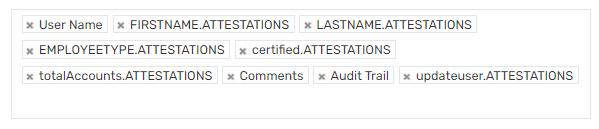 × User Name × FIRSTNAME.ATTESTATIONS × LASTNAME.ATTESTATIONS
× EMPLOYEETYPE.ATTESTATIONS × certified.ATTESTATIONS
× totalAccounts.ATTESTATIONS × Comments × Audit Trail × updateuser.ATTESTATIONS